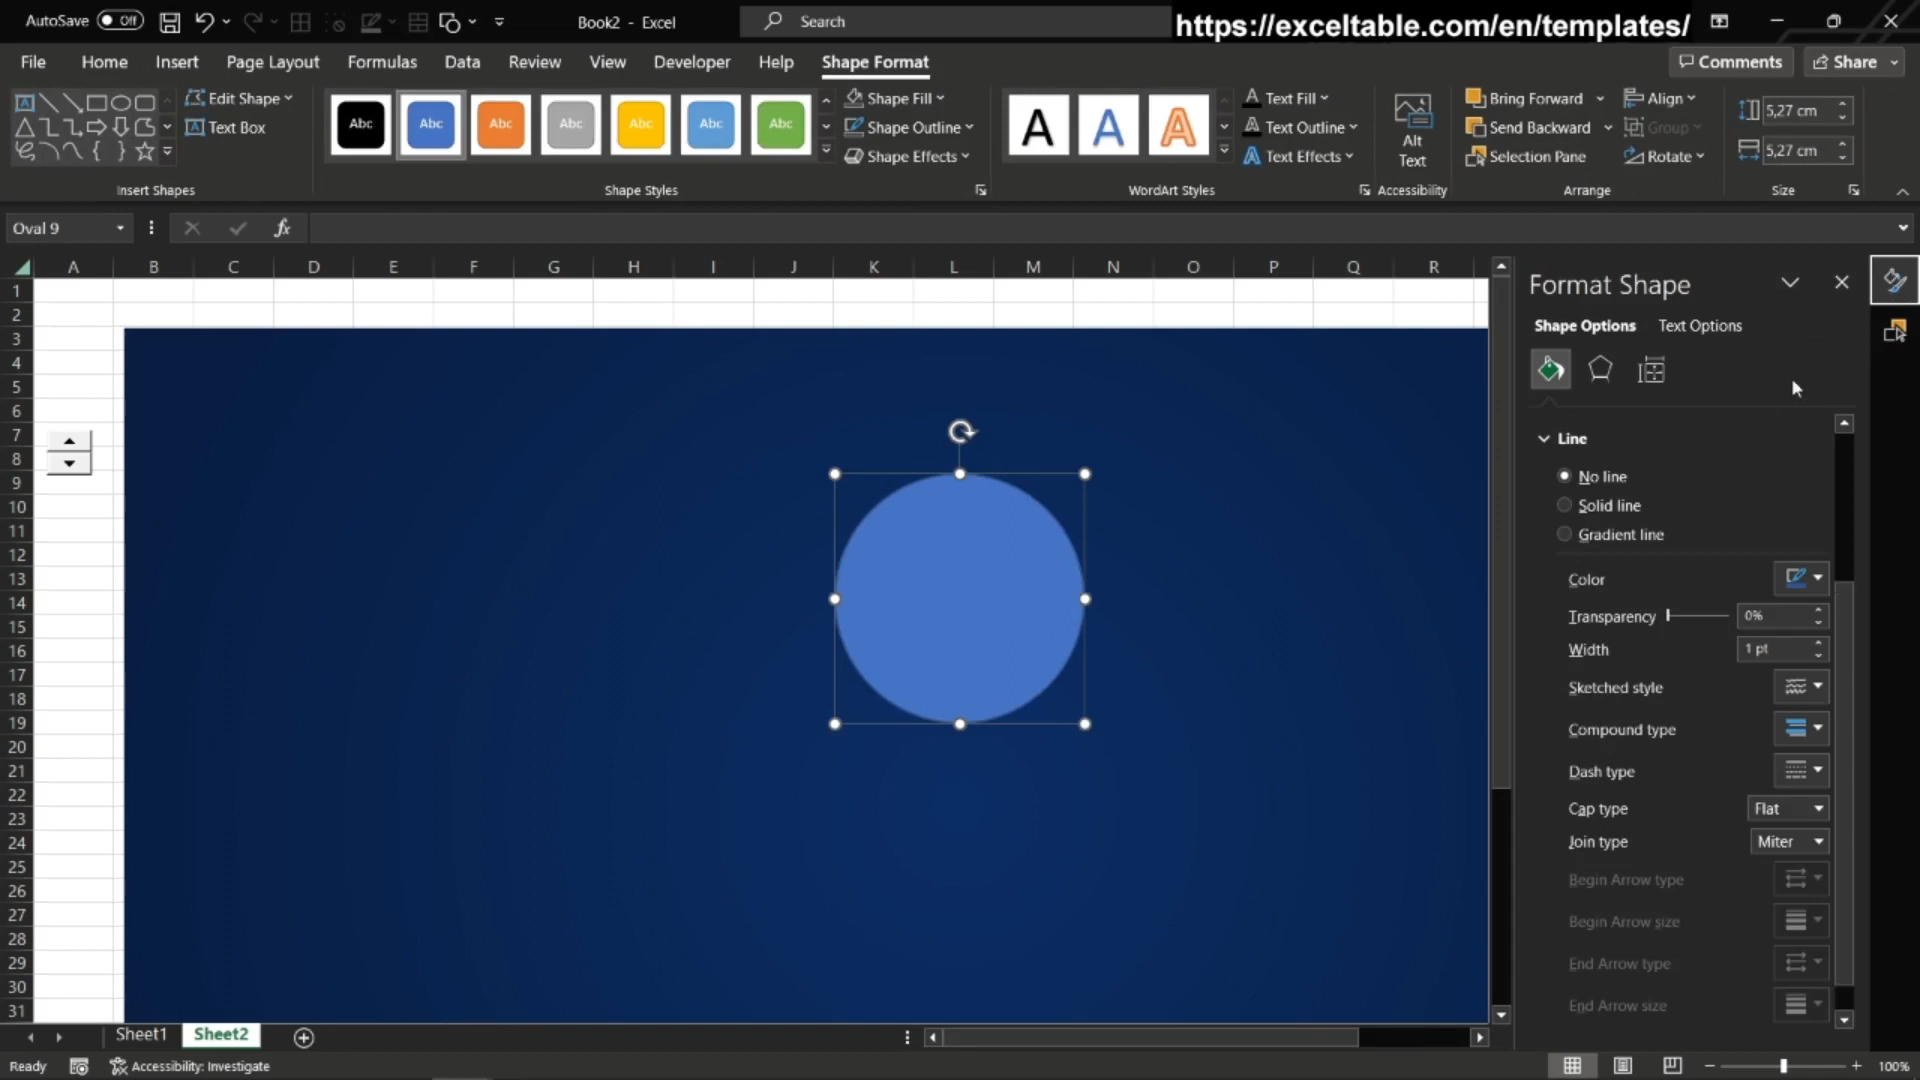 AutoSave Off Book2 - Excel Search https://exceltable.com/en/templates/
File Home Insert Page Layout Formulas Data Review View Developer Help Shape Format Comments Share
Edit Shape
Text Box
Insert Shapes
Abc Abc Abc Abc Abc Abc Abc
Shape Fill
Shape Outline
Shape Effects
Shape Styles
A A A
Text Fill
Text Outline
Text Effects
WordArt Styles
Alt
Text
Accessibility
Bring Forward
Send Backward
Selection Pane
Align
Group
Rotate
Arrange
5,27 cm
5,27 cm
Size
Oval 9 fx
A B C D E F G H I J K L M N O P Q R
1
2
3
4
5
6
7
8
9
10
11
12
13
14
15
16
17
18
19
20
21
22
23
24
25
26
27
28
29
30
31
Format Shape
Shape Options Text Options
Line
No line
Solid line
Gradient line
Color
Transparency 0%
Width 1 pt
Sketched style
Compound type
Dash type
Cap type Flat
Join type Miter
Begin Arrow type
Begin Arrow size
End Arrow type
End Arrow size
Sheet1 Sheet2
Ready Accessibility: Investigate 100%